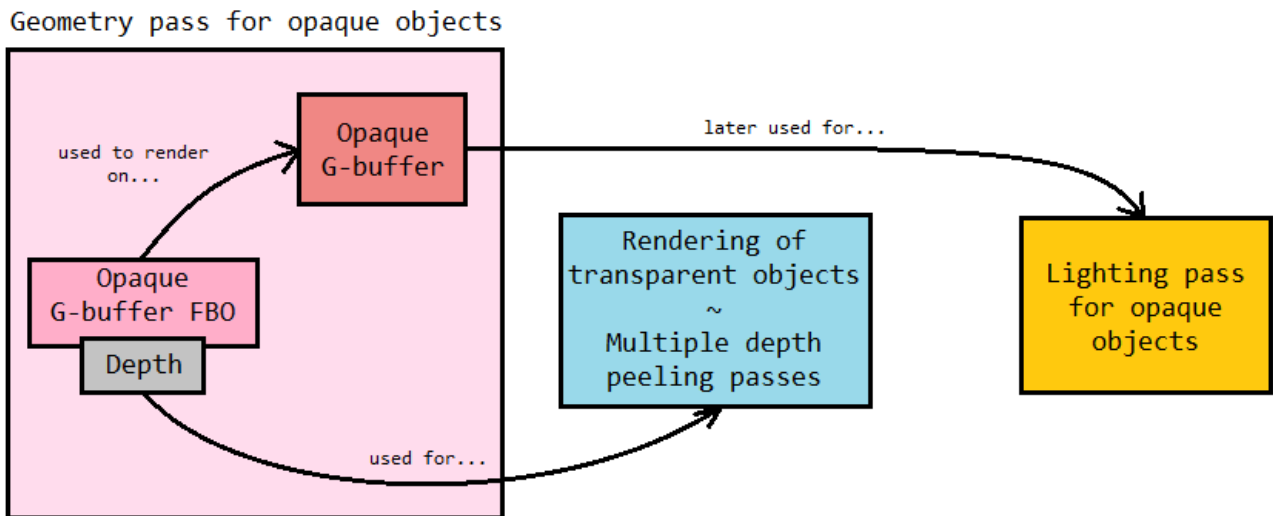 Geometry pass for opaque objects
Opaque
G-buffer
used to render
on...
later used for...
Opaque
G-buffer FBO
Depth
used for...
Rendering of
transparent objects
~
Multiple depth
peeling passes
Lighting pass
for opaque
objects